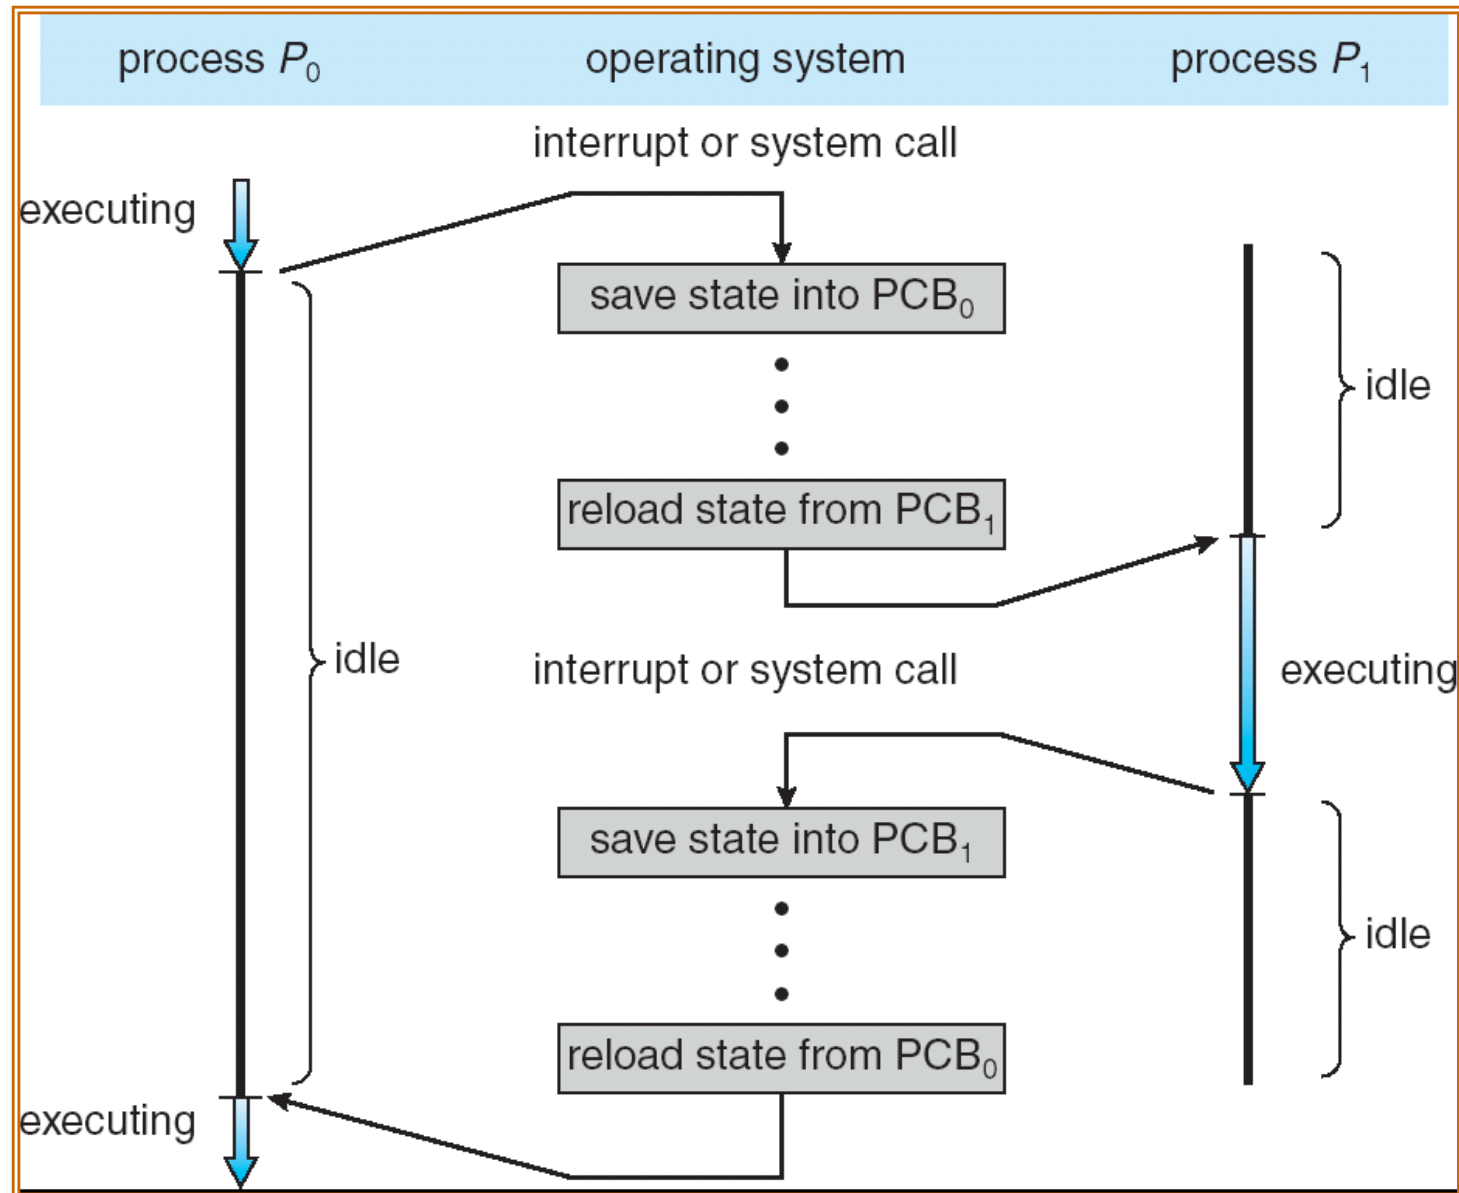 process P₀ operating system process P₁
interrupt or system call
executing
save state into PCB₀
idle
reload state from PCB₁
idle
interrupt or system call
executing
save state into PCB₁
idle
reload state from PCB₀
executing